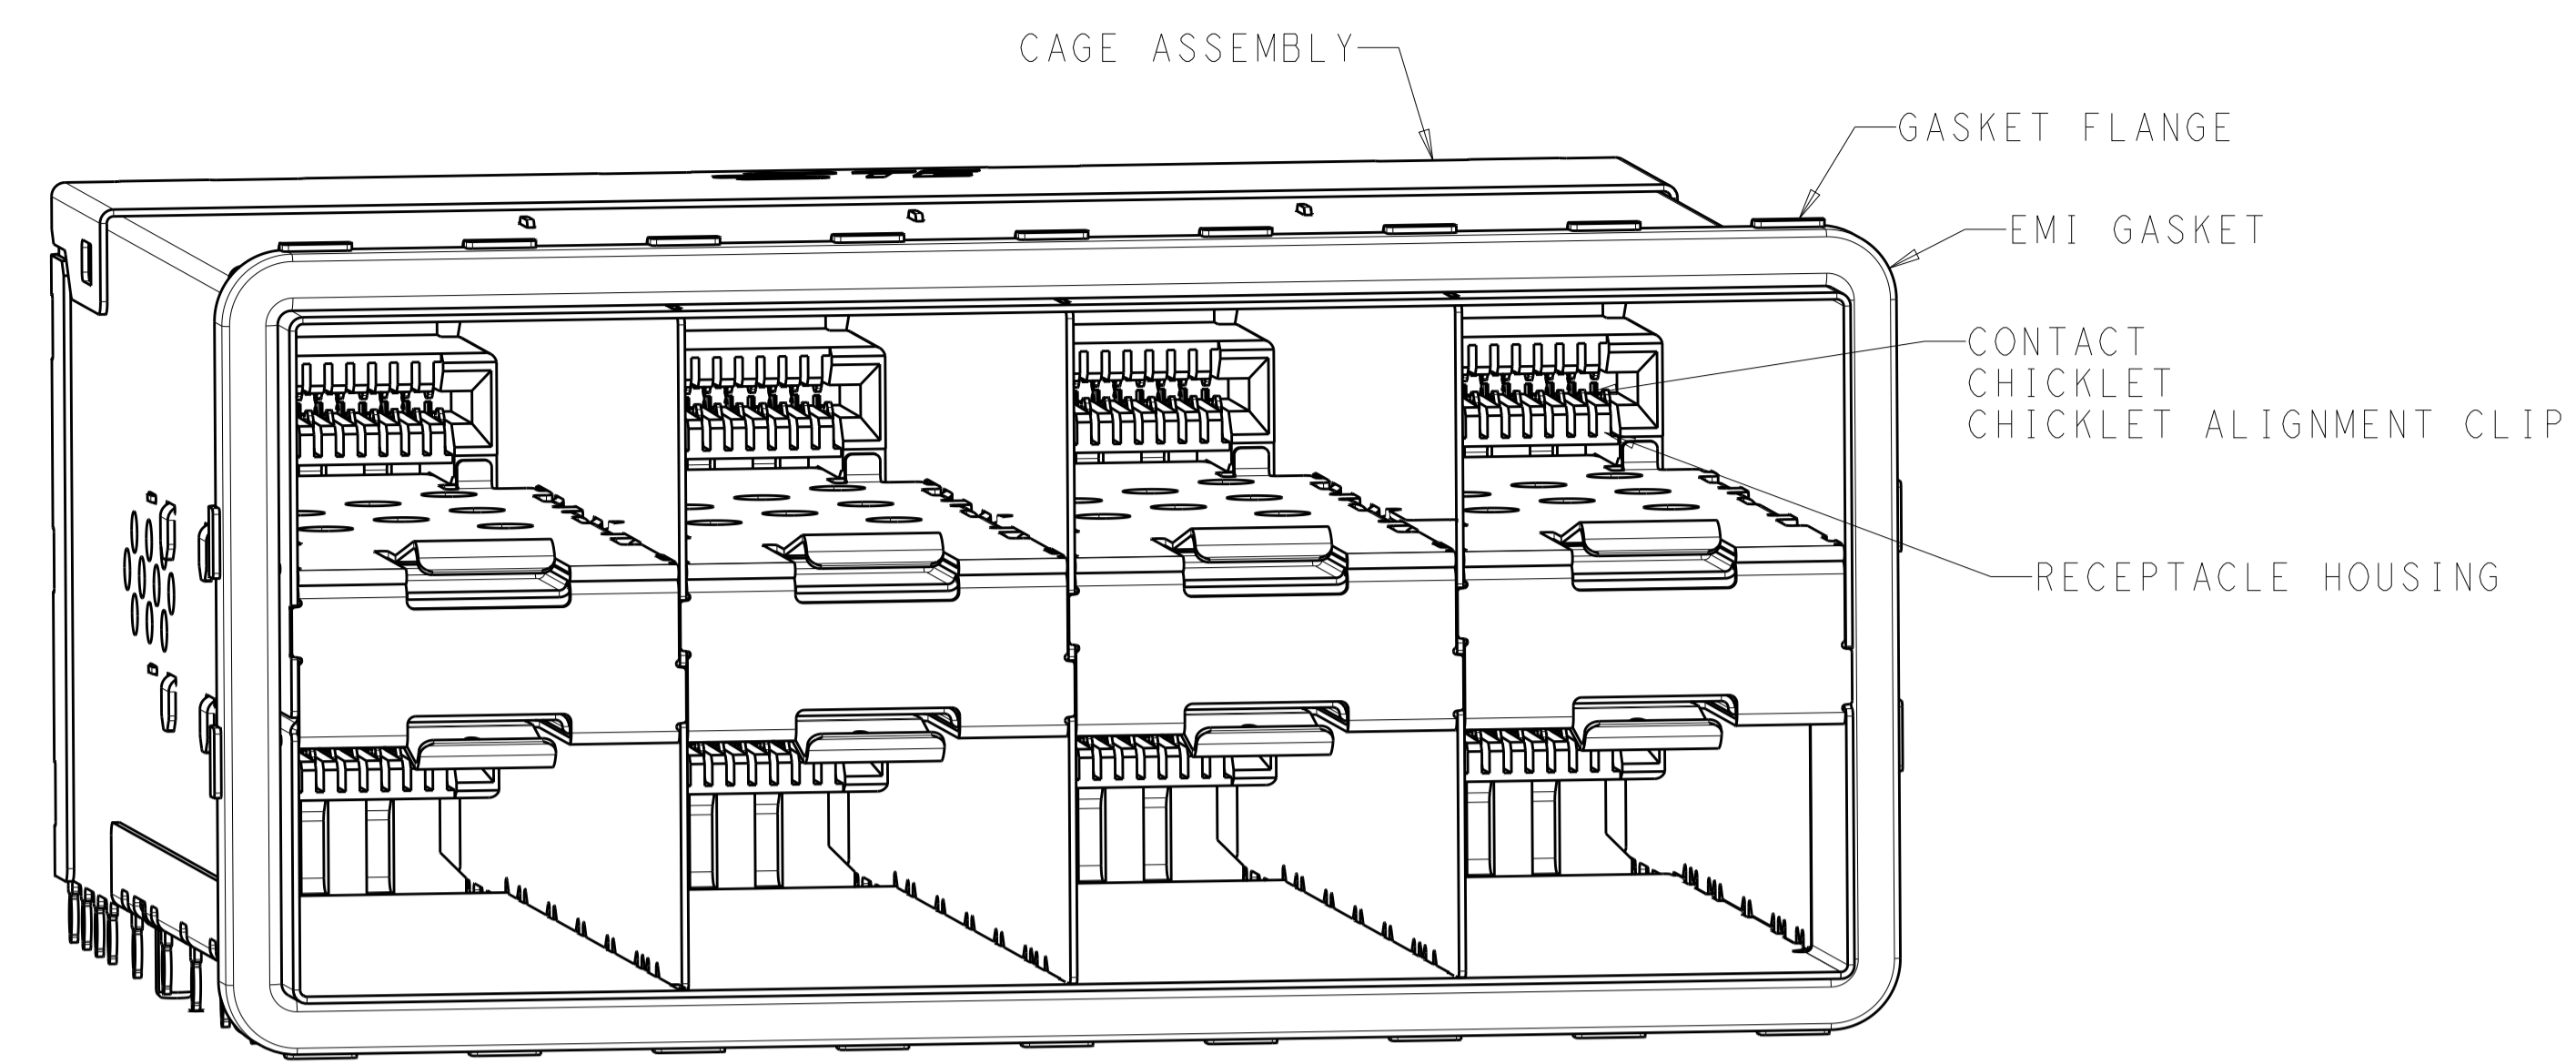 CAGE ASSEMBLY
GASKET FLANGE
EMI GASKET
CONTACT
CHICKLET
CHICKLET ALIGNMENT CLIP
RECEPTACLE HOUSING